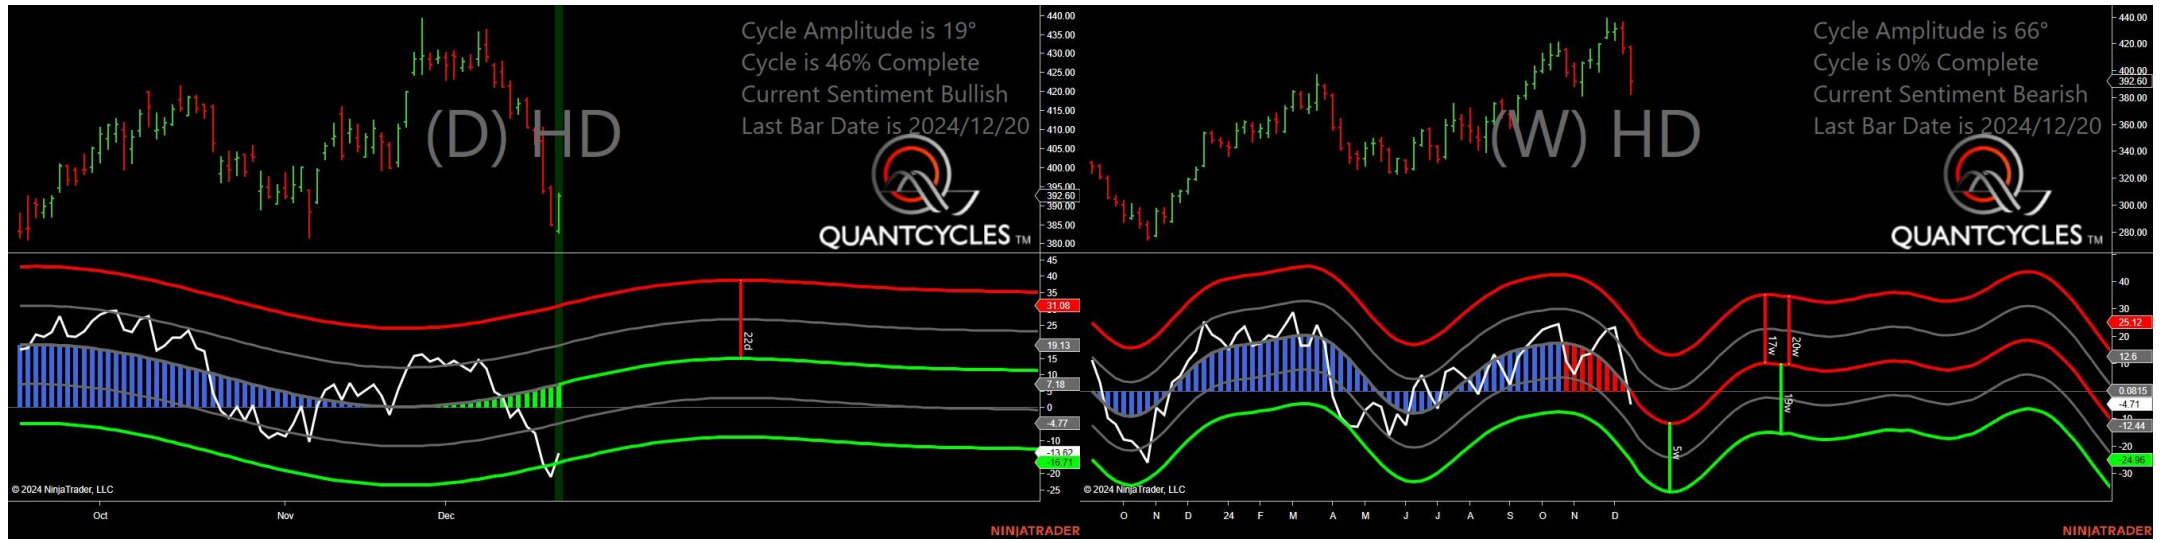 Cycle Amplitude is 19°
Cycle is 46% Complete
Current Sentiment Bullish
Last Bar Date is 2024/12/20
(D) HD
QUANTCYCLES TM
440.00
435.00
430.00
425.00
420.00
415.00
410.00
405.00
400.00
395.00
392.60
390.00
385.00
380.00
45
40
35
31.08
25
19.13
15
10
7.18
0
-4.77
-10
-13.62
-16.71
-20
-25
22d
© 2024 NinjaTrader, LLC
Oct
Nov
Dec
NINJATRADER
Cycle Amplitude is 66°
Cycle is 0% Complete
Current Sentiment Bearish
Last Bar Date is 2024/12/20
(W) HD
QUANTCYCLES TM
440.00
420.00
400.00
392.60
380.00
360.00
340.00
320.00
300.00
280.00
40
30
25.12
20
12.6
10
0.0815
-4.71
-12.44
-20
-24.96
-30
17w
20w
19w
5w
© 2024 NinjaTrader, LLC
O
N
D
24
F
M
A
M
J
J
A
S
O
N
D
NINJATRADER